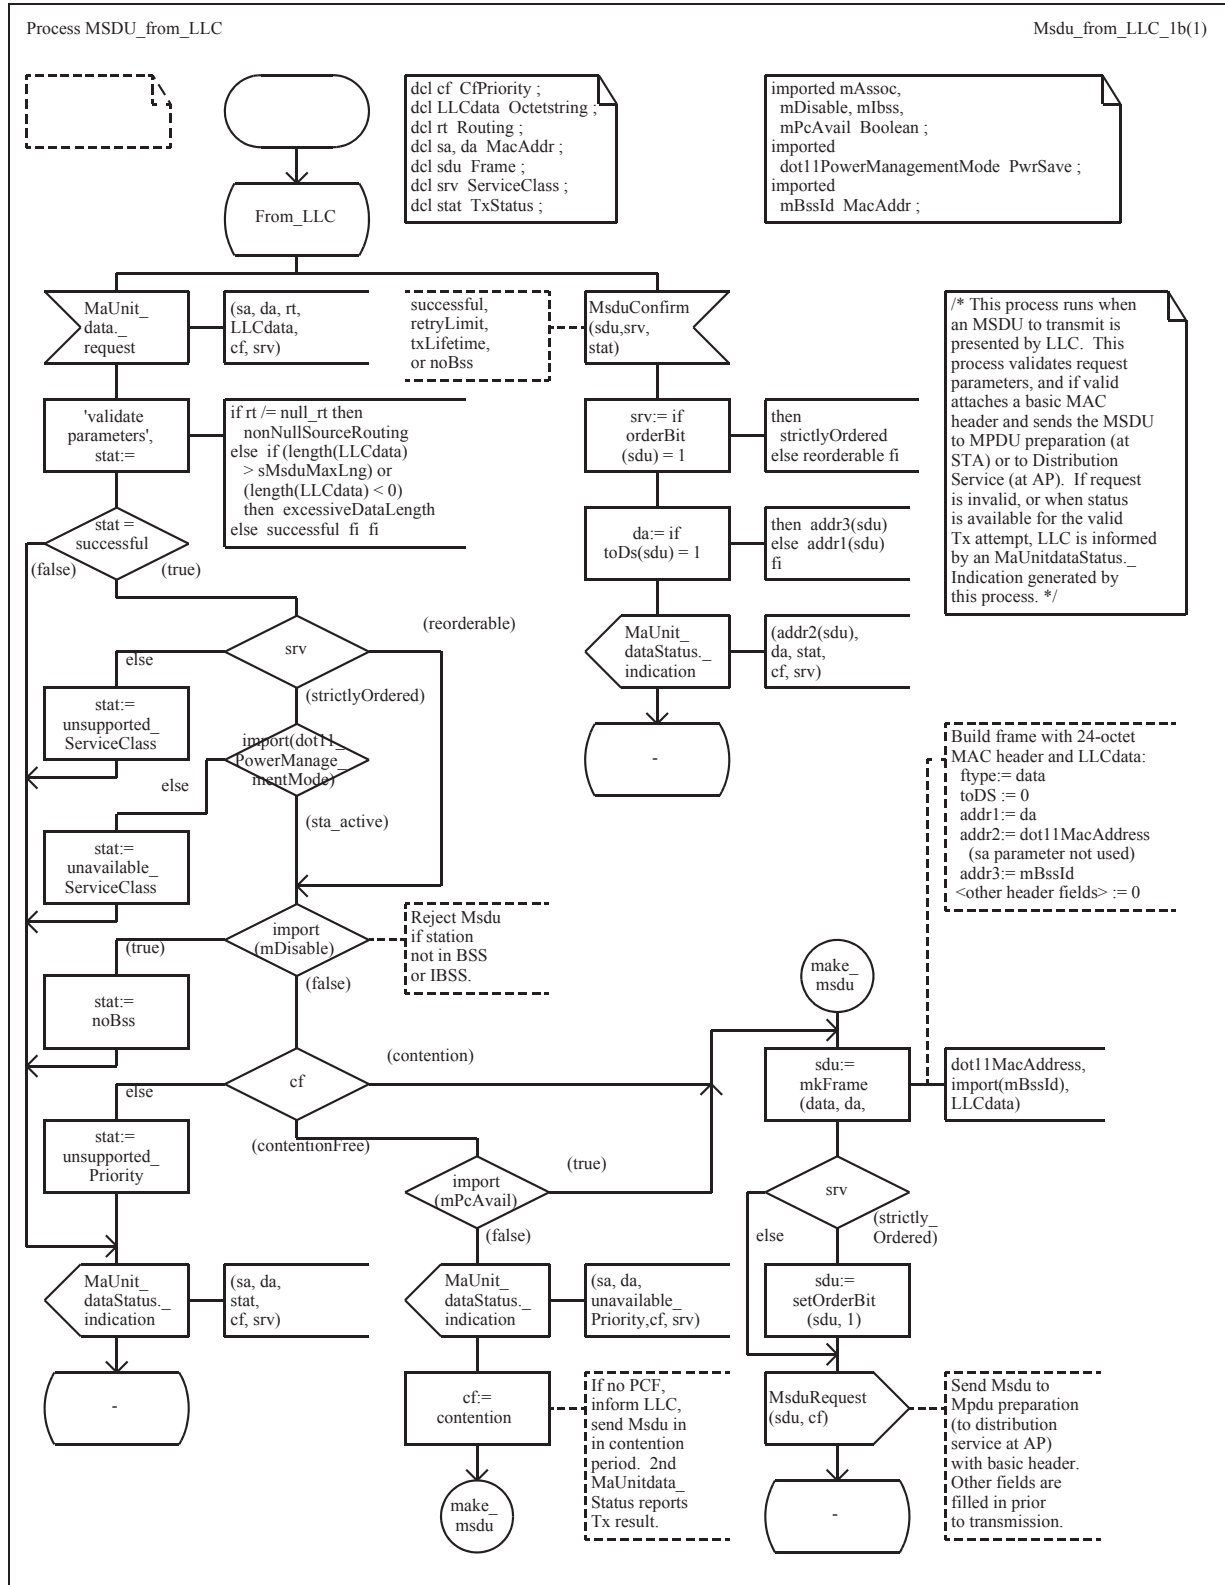 Process MSDU_from_LLC
Msdu_from_LLC_1b(1)
dcl cf  CfPriority ;
dcl LLCdata  Octetstring ;
dcl rt  Routing ;
dcl sa, da  MacAddr ;
dcl sdu  Frame ;
dcl srv  ServiceClass ;
dcl stat  TxStatus ;
imported mAssoc,
mDisable, mIbss,
mPcAvail  Boolean ;
imported
dot11PowerManagementMode  PwrSave ;
imported
mBssId  MacAddr ;
From_LLC
MaUnit_
data._
request
(sa, da, rt,
LLCdata,
cf, srv)
successful,
retryLimit,
txLifetime,
or noBss
MsduConfirm
(sdu,srv,
stat)
/* This process runs when
an MSDU to transmit is
presented by LLC.  This
process validates request
parameters, and if valid
attaches a basic MAC
header and sends the MSDU
to MPDU preparation (at
STA) or to Distribution
Service (at AP).  If request
is invalid, or when status
is available for the valid
Tx attempt, LLC is informed
by an MaUnitdataStatus._
Indication generated by
this process. */
'validate
parameters',
stat:=
if rt /= null_rt then
nonNullSourceRouting
else  if (length(LLCdata)
> sMsduMaxLng) or
(length(LLCdata) < 0)
then  excessiveDataLength
else  successful  fi  fi
srv:= if
orderBit
(sdu) = 1
then
strictlyOrdered
else reorderable fi
stat =
successful
(false)
(true)
da:= if
toDs(sdu) = 1
then  addr3(sdu)
else  addr1(sdu)
fi
srv
(reorderable)
else
(strictlyOrdered)
MaUnit_
dataStatus._
indication
(addr2(sdu),
da, stat,
cf, srv)
stat:=
unsupported_
ServiceClass
import(dot11_
PowerManage_
mentMode)
else
(sta_active)
-
Build frame with 24-octet
MAC header and LLCdata:
ftype:= data
toDS := 0
addr1:= da
addr2:= dot11MacAddress
(sa parameter not used)
addr3:= mBssId
<other header fields> := 0
stat:=
unavailable_
ServiceClass
import
(mDisable)
(true)
(false)
Reject Msdu
if station
not in BSS
or IBSS.
stat:=
noBss
make_
msdu
cf
(contention)
else
(contentionFree)
sdu:=
mkFrame
(data, da,
dot11MacAddress,
import(mBssId),
LLCdata)
stat:=
unsupported_
Priority
import
(mPcAvail)
(true)
(false)
srv
else
(strictly_
Ordered)
MaUnit_
dataStatus._
indication
(sa, da,
stat,
cf, srv)
MaUnit_
dataStatus._
indication
(sa, da,
unavailable_
Priority,cf, srv)
sdu:=
setOrderBit
(sdu, 1)
-
cf:=
contention
If no PCF,
inform LLC,
send Msdu in
in contention
period.  2nd
MaUnitdata_
Status reports
Tx result.
MsduRequest
(sdu, cf)
Send Msdu to
Mpdu preparation
(to distribution
service at AP)
with basic header.
Other fields are
filled in prior
to transmission.
make_
msdu
-